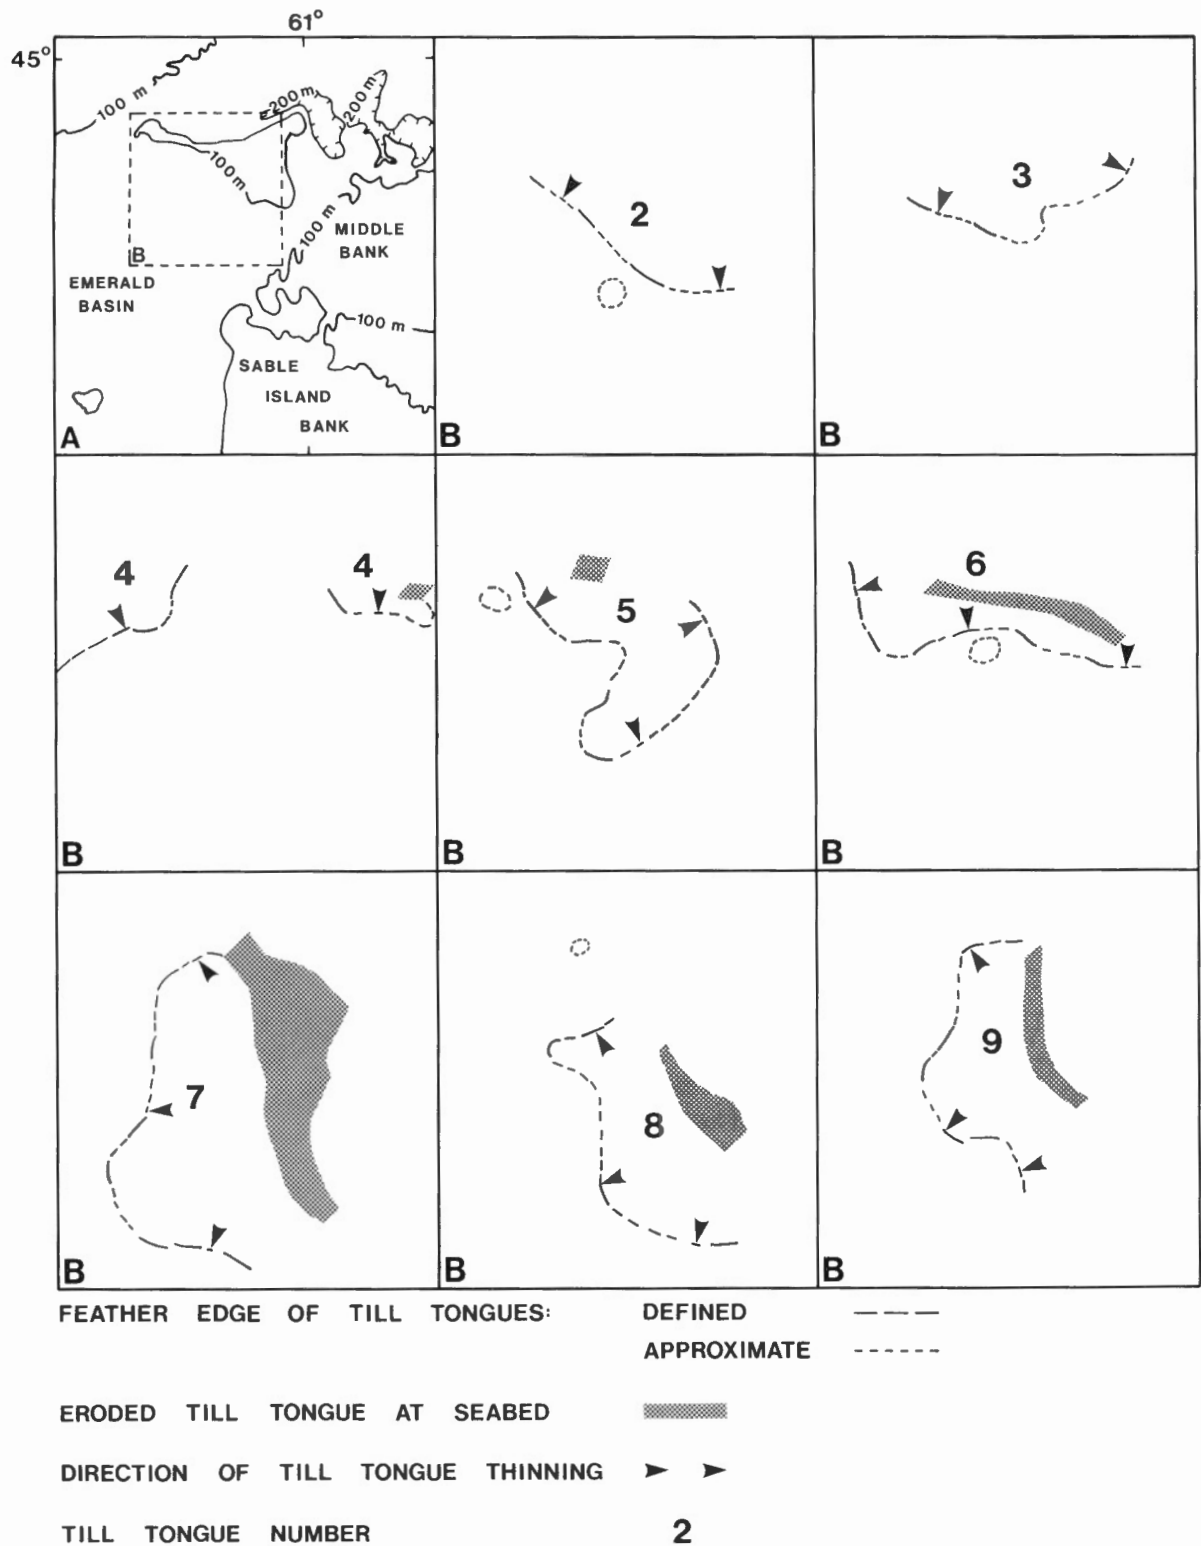 61°
45°
100 m
200 m
200 m
100 m
100 m
B
MIDDLE
BANK
EMERALD
BASIN
100 m
SABLE
ISLAND
BANK
A
2
B
3
B
4
4
B
5
B
6
B
7
B
8
B
9
B
FEATHER EDGE OF TILL TONGUES: DEFINED
APPROXIMATE
ERODED TILL TONGUE AT SEABED
DIRECTION OF TILL TONGUE THINNING
TILL TONGUE NUMBER 2